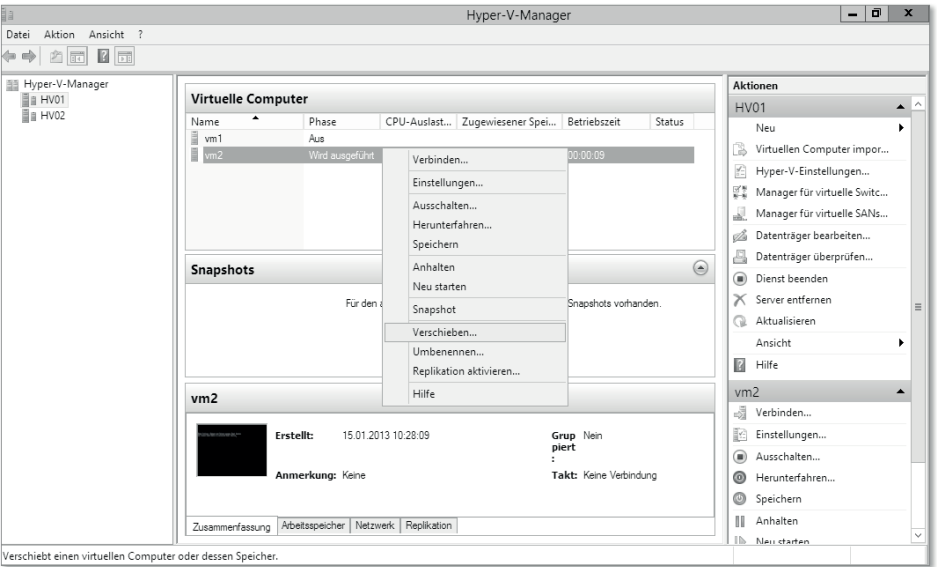 Hyper-V-Manager
Datei Aktion Ansicht ?
Hyper-V-Manager
HV01
HV02
Virtuelle Computer
Name Phase CPU-Auslast... Zugewiesener Spei... Betriebszeit Status
vm1 Aus
vm2 Wird ausgeführt 00:00:09
Verbinden...
Einstellungen...
Ausschalten...
Herunterfahren...
Speichern
Anhalten
Neu starten
Snapshot
Verschieben...
Umbenennen...
Replikation aktivieren...
Hilfe
Snapshots
Für den Snapshots vorhanden.
vm2
Erstellt: 15.01.2013 10:28:09
Grup Nein
piert
:
Anmerkung: Keine
Takt: Keine Verbindung
Zusammenfassung Arbeitsspeicher Netzwerk Replikation
Aktionen
HV01
Neu
Virtuellen Computer impor...
Hyper-V-Einstellungen...
Manager für virtuelle Switc...
Manager für virtuelle SANs...
Datenträger bearbeiten...
Datenträger überprüfen...
Dienst beenden
Server entfernen
Aktualisieren
Ansicht
Hilfe
vm2
Verbinden...
Einstellungen...
Ausschalten...
Herunterfahren...
Speichern
Anhalten
Neu starten
Verschiebt einen virtuellen Computer oder dessen Speicher.